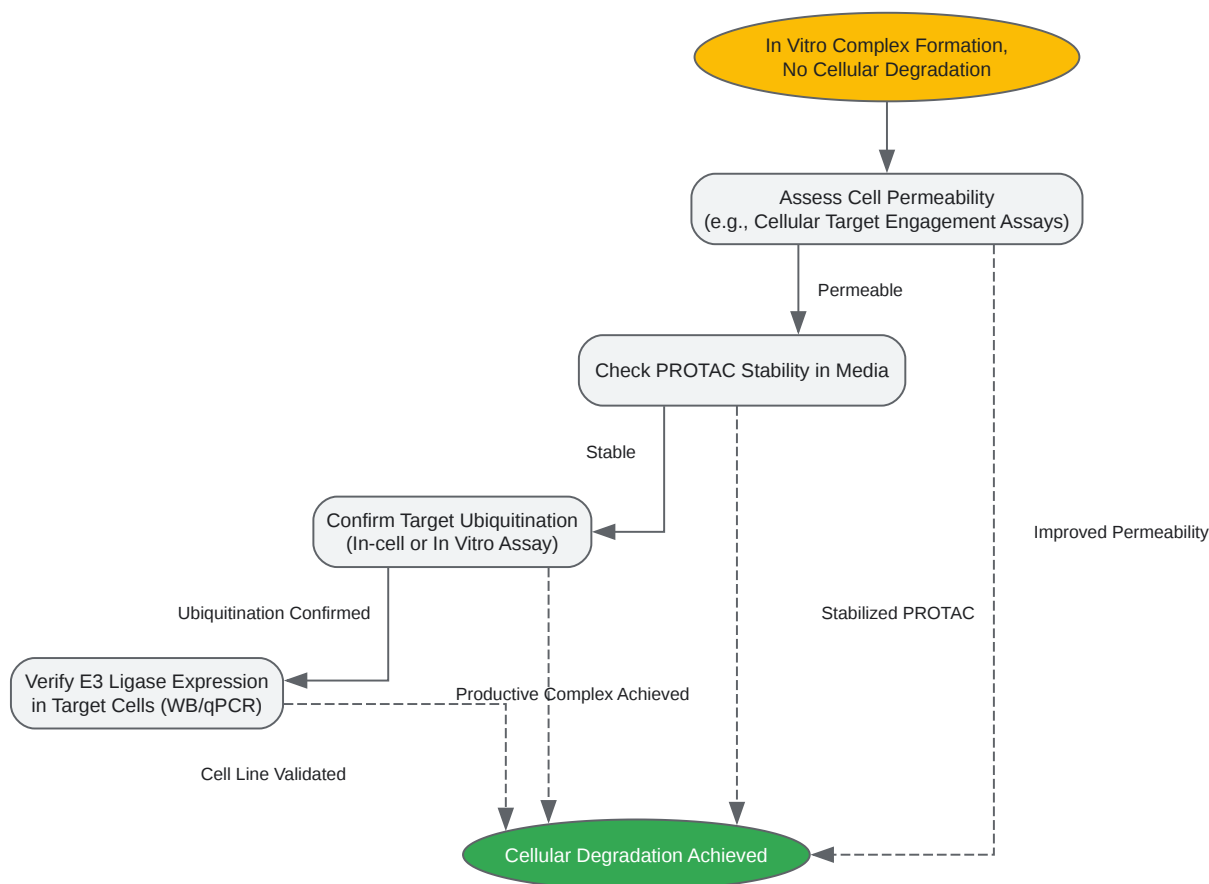 In Vitro Complex Formation,
No Cellular Degradation
Assess Cell Permeability
(e.g., Cellular Target Engagement Assays)
Permeable
Check PROTAC Stability in Media
Stable
Confirm Target Ubiquitination
(In-cell or In Vitro Assay)
Improved Permeability
Ubiquitination Confirmed
Stabilized PROTAC
Verify E3 Ligase Expression
in Target Cells (WB/qPCR)
Productive Complex Achieved
Cell Line Validated
Cellular Degradation Achieved